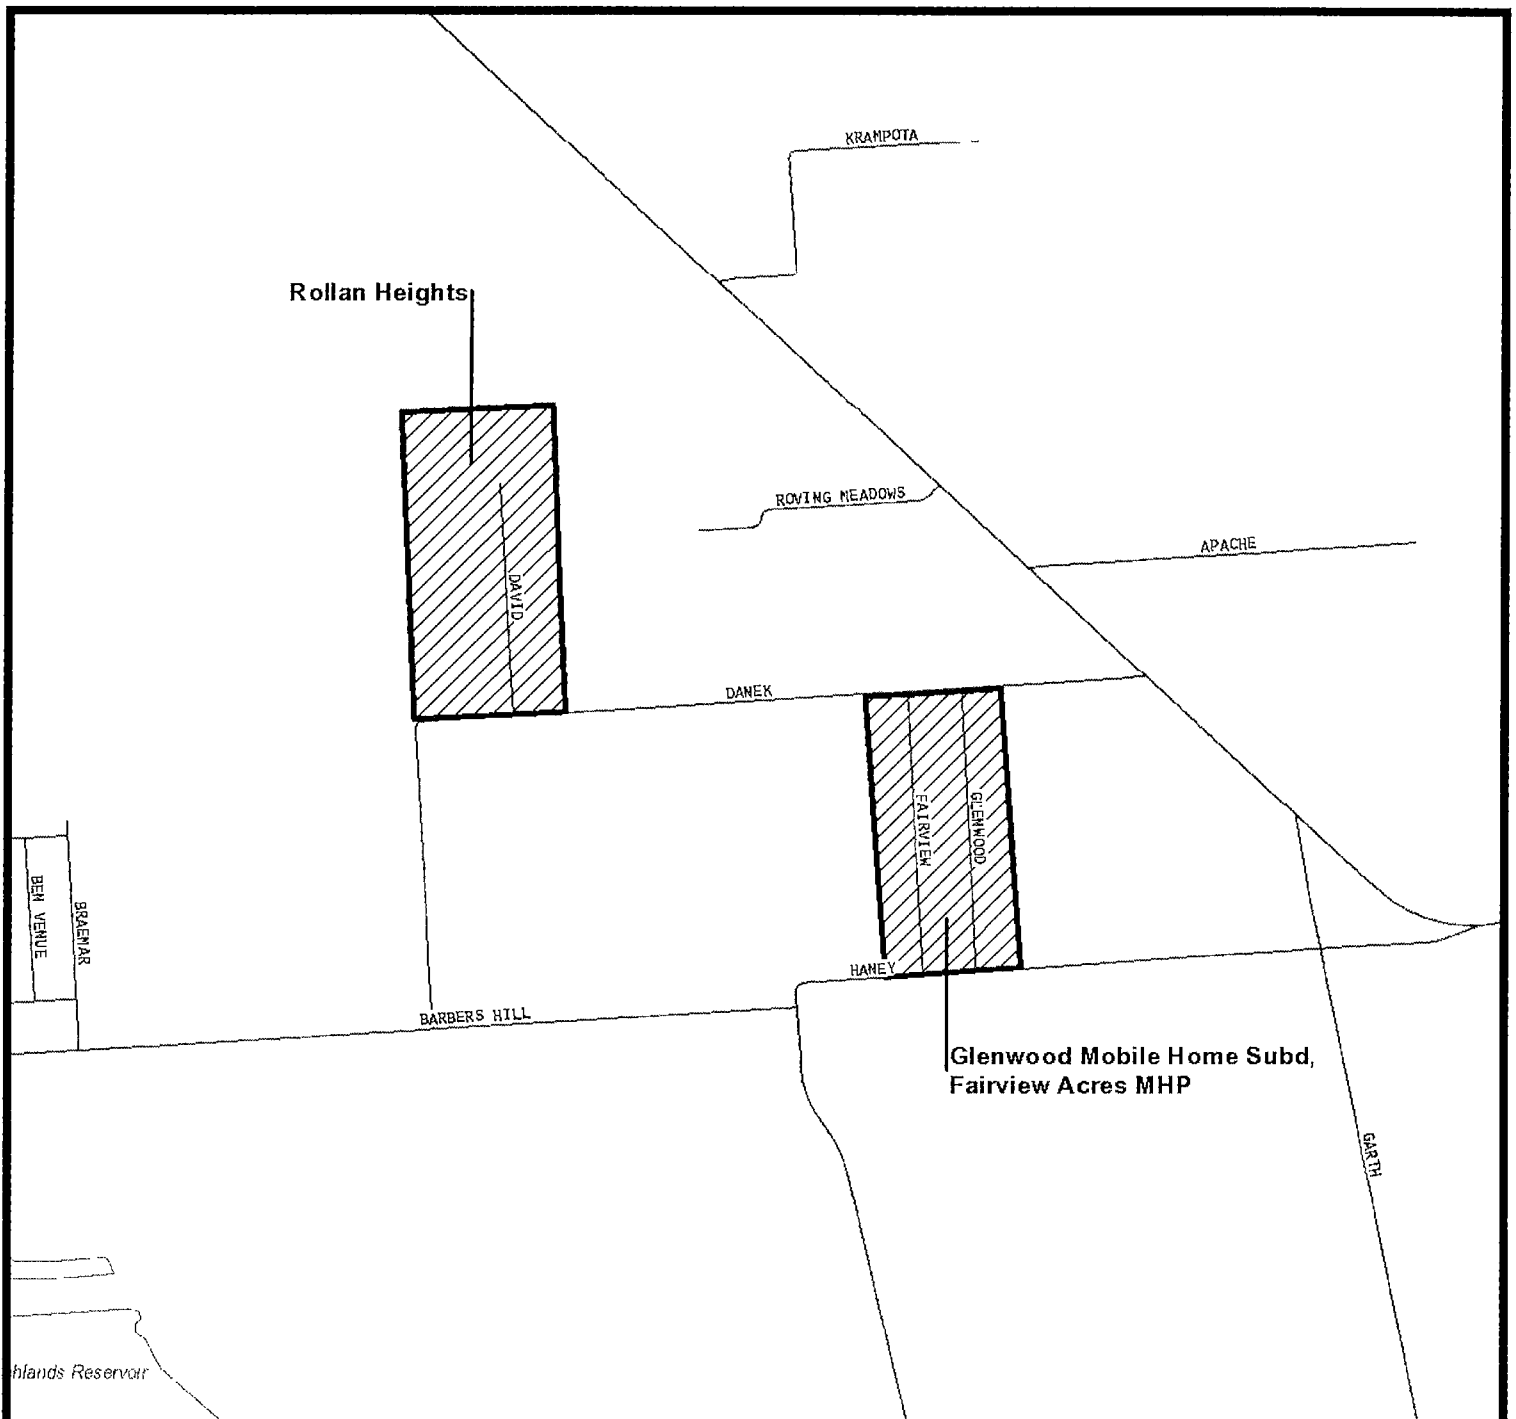 KRAMPOTA
Rollan Heights
ROVING MEADOWS
APACHE
DAVID
DANEK
FAIRVIEW
GLENWOOD
BEN VENUE
BRAEMAR
HANEY
BARBERS HILL
Glenwood Mobile Home Subd,
Fairview Acres MHP
GARTH
hlands Reservoir